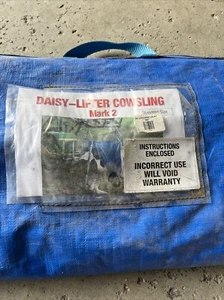 DAISY-LIFTER COWSLING
Mark 2
INSTRUCTIONS
ENCLOSED
INCORRECT USE
WILL VOID
WARRANTY